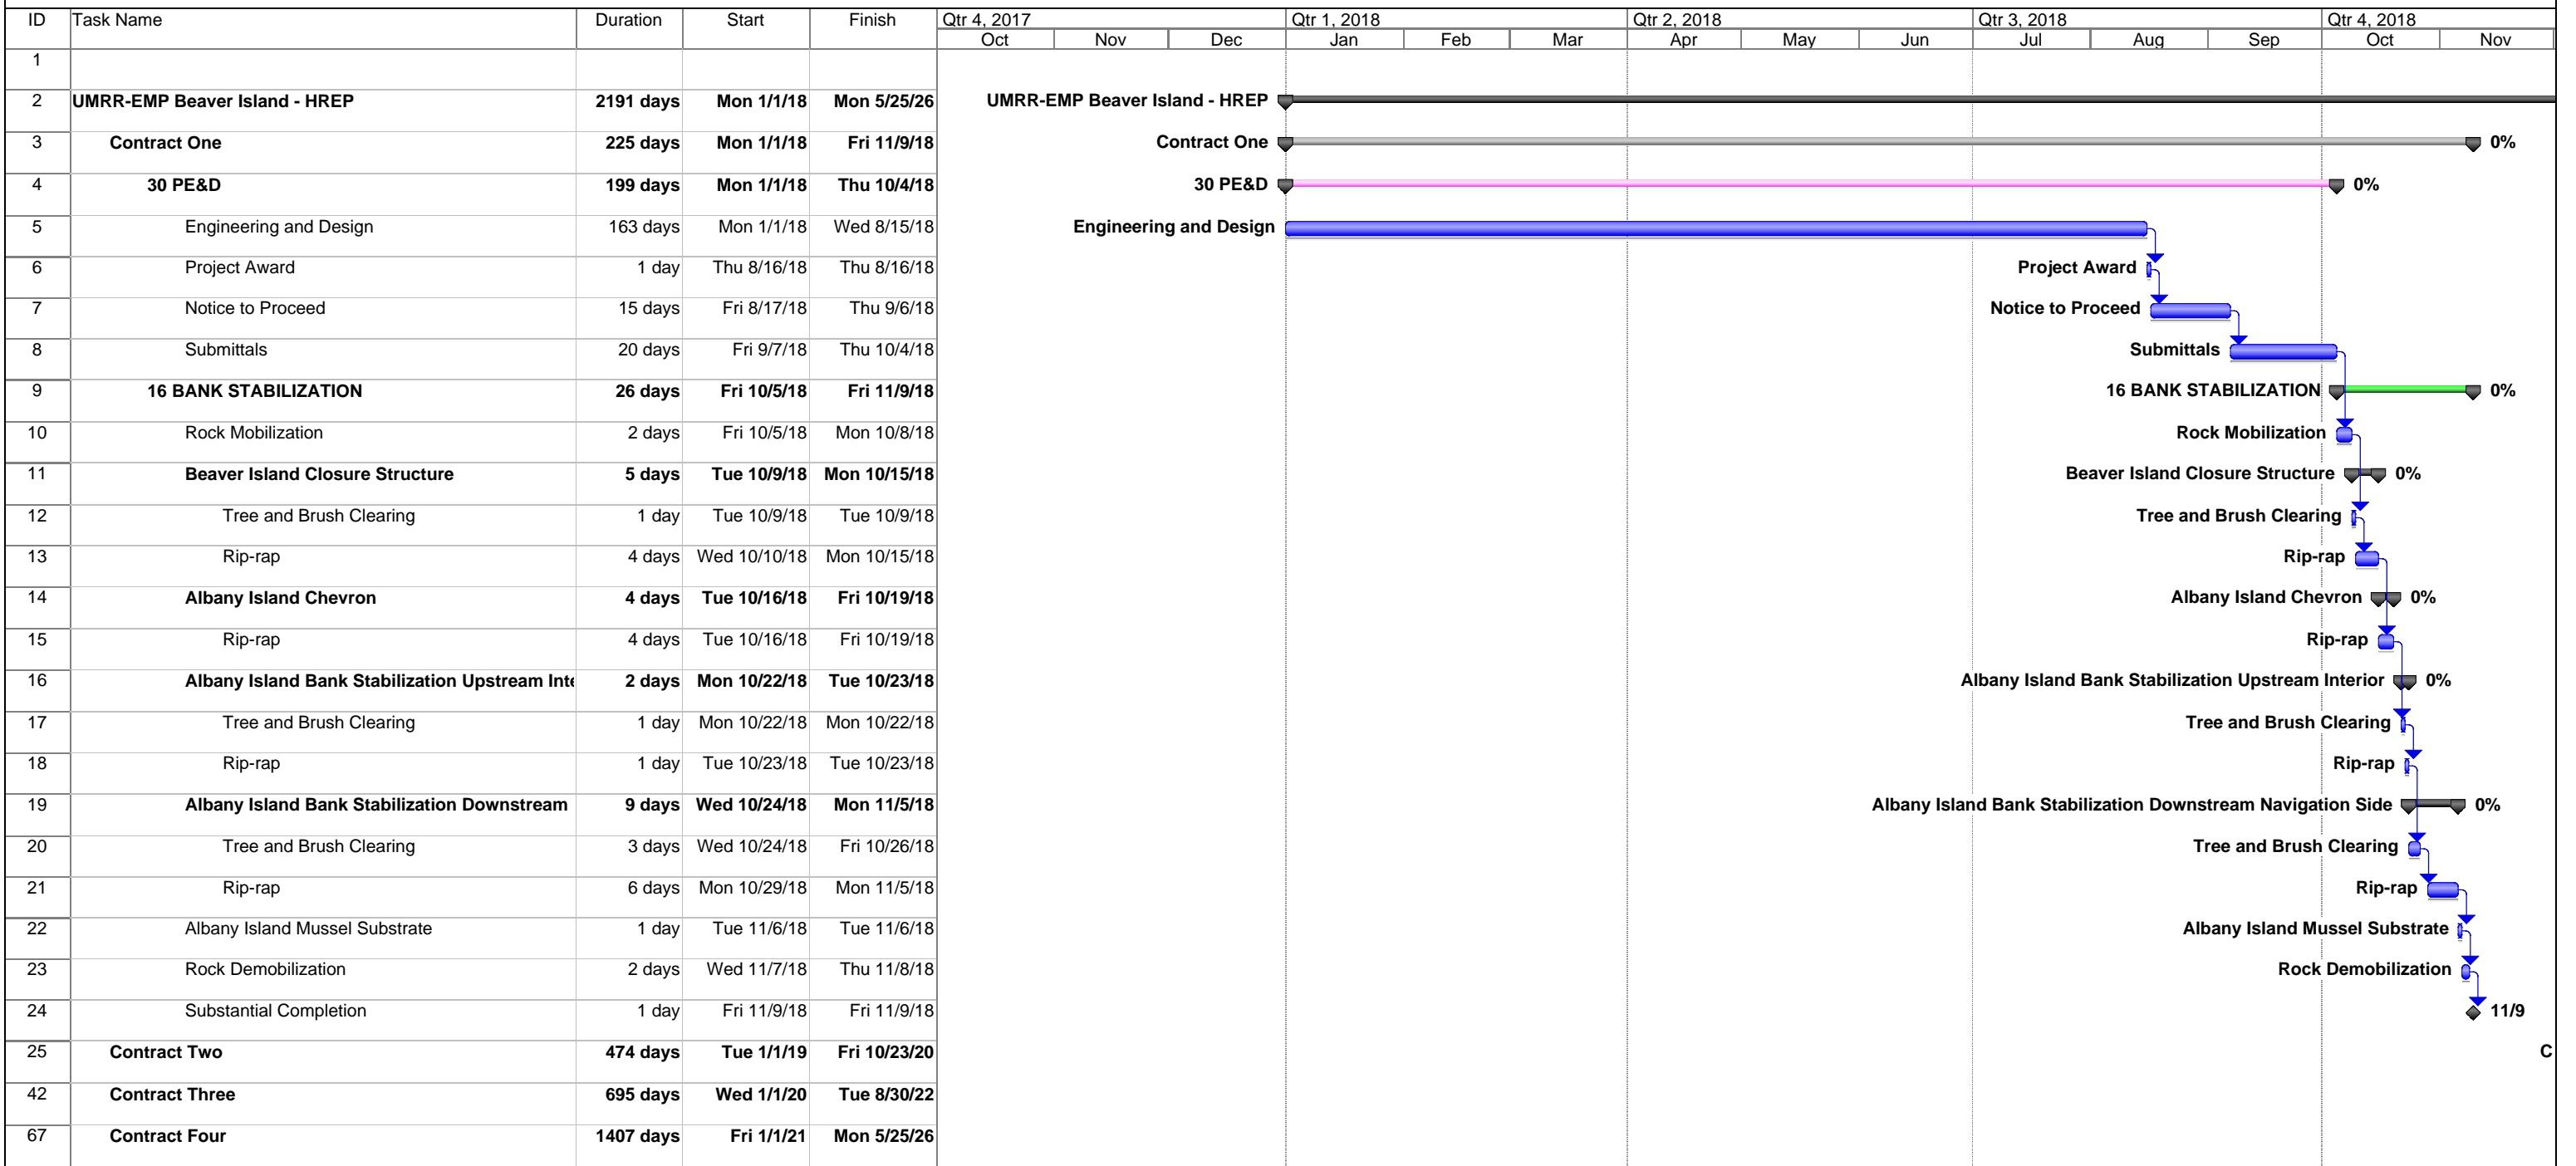 ID Task Name Duration Start Finish Qtr 4, 2017 Qtr 1, 2018 Qtr 2, 2018 Qtr 3, 2018 Qtr 4, 2018
Oct Nov Dec Jan Feb Mar Apr May Jun Jul Aug Sep Oct Nov
1
2 UMRR-EMP Beaver Island - HREP 2191 days Mon 1/1/18 Mon 5/25/26 UMRR-EMP Beaver Island - HREP
3 Contract One 225 days Mon 1/1/18 Fri 11/9/18 Contract One 0%
4 30 PE&D 199 days Mon 1/1/18 Thu 10/4/18 30 PE&D 0%
5 Engineering and Design 163 days Mon 1/1/18 Wed 8/15/18 Engineering and Design
6 Project Award 1 day Thu 8/16/18 Thu 8/16/18 Project Award
7 Notice to Proceed 15 days Fri 8/17/18 Thu 9/6/18 Notice to Proceed
8 Submittals 20 days Fri 9/7/18 Thu 10/4/18 Submittals
9 16 BANK STABILIZATION 26 days Fri 10/5/18 Fri 11/9/18 16 BANK STABILIZATION 0%
10 Rock Mobilization 2 days Fri 10/5/18 Mon 10/8/18 Rock Mobilization
11 Beaver Island Closure Structure 5 days Tue 10/9/18 Mon 10/15/18 Beaver Island Closure Structure 0%
12 Tree and Brush Clearing 1 day Tue 10/9/18 Tue 10/9/18 Tree and Brush Clearing
13 Rip-rap 4 days Wed 10/10/18 Mon 10/15/18 Rip-rap
14 Albany Island Chevron 4 days Tue 10/16/18 Fri 10/19/18 Albany Island Chevron 0%
15 Rip-rap 4 days Tue 10/16/18 Fri 10/19/18 Rip-rap
16 Albany Island Bank Stabilization Upstream Inte 2 days Mon 10/22/18 Tue 10/23/18 Albany Island Bank Stabilization Upstream Interior 0%
17 Tree and Brush Clearing 1 day Mon 10/22/18 Mon 10/22/18 Tree and Brush Clearing
18 Rip-rap 1 day Tue 10/23/18 Tue 10/23/18 Rip-rap
19 Albany Island Bank Stabilization Downstream 9 days Wed 10/24/18 Mon 11/5/18 Albany Island Bank Stabilization Downstream Navigation Side 0%
20 Tree and Brush Clearing 3 days Wed 10/24/18 Fri 10/26/18 Tree and Brush Clearing
21 Rip-rap 6 days Mon 10/29/18 Mon 11/5/18 Rip-rap
22 Albany Island Mussel Substrate 1 day Tue 11/6/18 Tue 11/6/18 Albany Island Mussel Substrate
23 Rock Demobilization 2 days Wed 11/7/18 Thu 11/8/18 Rock Demobilization
24 Substantial Completion 1 day Fri 11/9/18 Fri 11/9/18 11/9
25 Contract Two 474 days Tue 1/1/19 Fri 10/23/20 C
42 Contract Three 695 days Wed 1/1/20 Tue 8/30/22
67 Contract Four 1407 days Fri 1/1/21 Mon 5/25/26